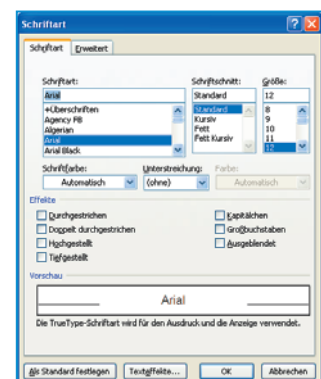 Schriftart
Schriftart Erweitert
Schriftart: Schriftschnitt: Größe:
Arial Standard 12
+Überschriften Standard 8
Agency FB Kursiv 9
Algerian Fett 10
Arial Fett Kursiv 11
Arial Black 12
Schriftfarbe: Unterstreichung: Farbe:
Automatisch (ohne) Automatisch
Effekte
Durchgestrichen Kapitälchen
Doppelt durchgestrichen Großbuchstaben
Hochgestellt Ausgeblendet
Tiefgestellt
Vorschau
Arial
Die TrueType-Schriftart wird für den Ausdruck und die Anzeige verwendet.
Als Standard festlegen Texteffekte... OK Abbrechen